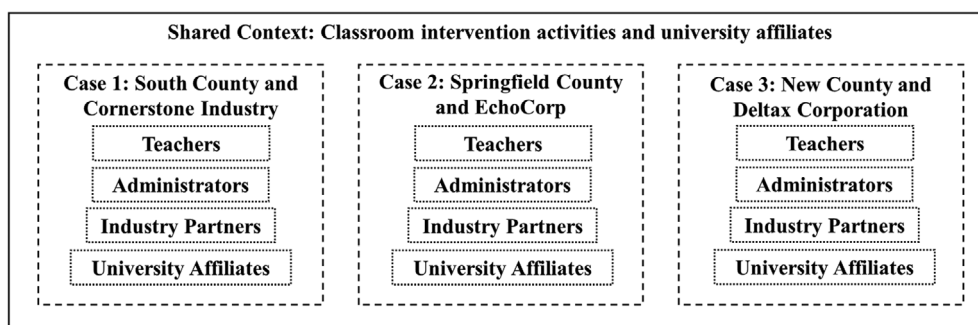 Shared Context: Classroom intervention activities and university affiliates
Case 1: South County and
Cornerstone Industry
Teachers
Administrators
Industry Partners
University Affiliates
Case 2: Springfield County
and EchoCorp
Teachers
Administrators
Industry Partners
University Affiliates
Case 3: New County and
Deltax Corporation
Teachers
Administrators
Industry Partners
University Affiliates